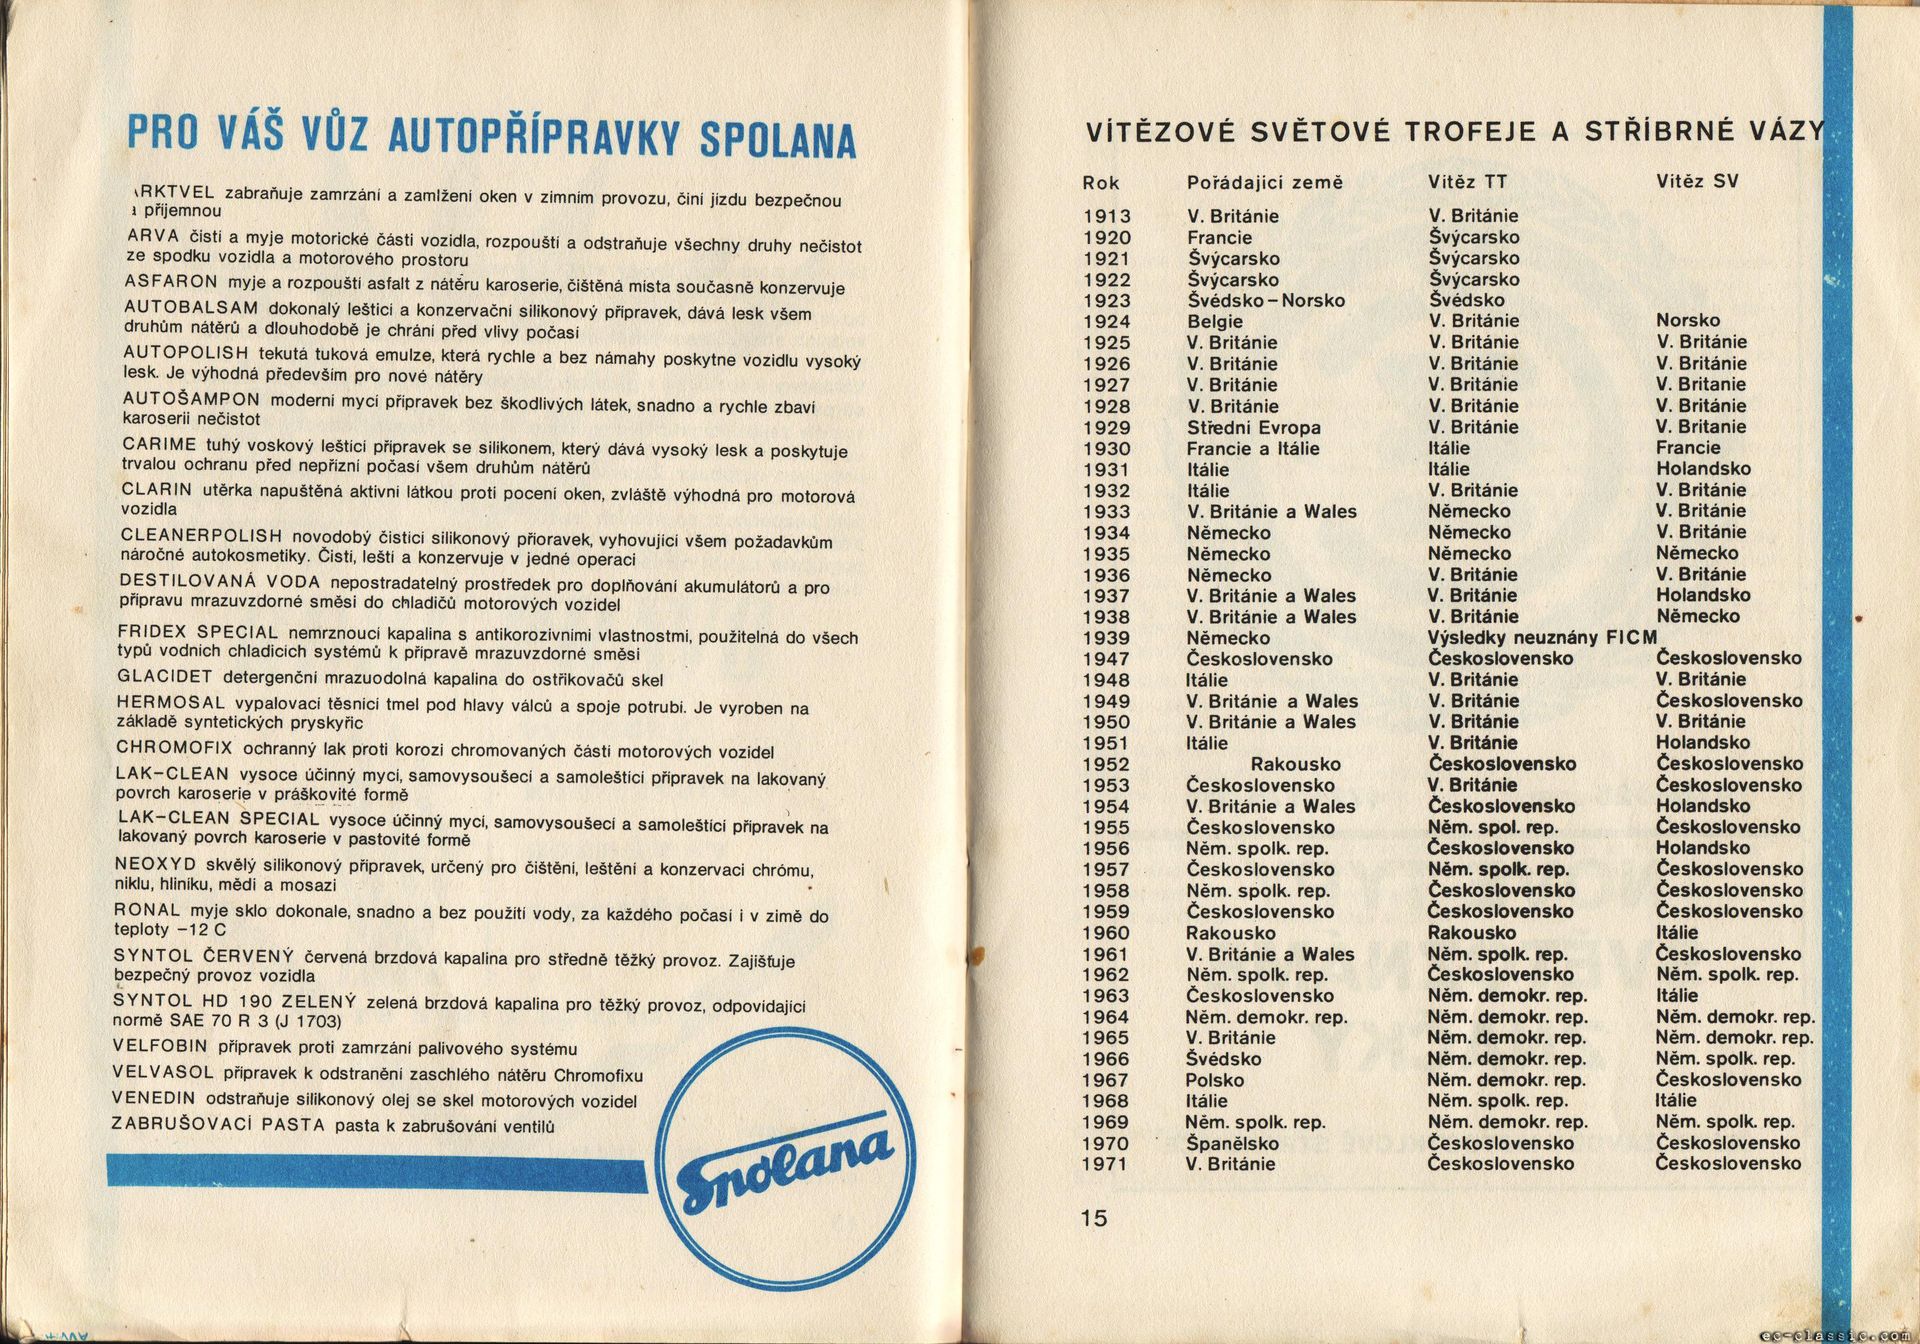 PRO VÁŠ VŮZ AUTOPŘÍPRAVKY SPOLANA
ARKTVEL zabraňuje zamrzání a zamlžení oken v zimním provozu, činí jízdu bezpečnou
a příjemnou
ARVA čistí a myje motorické části vozidla, rozpouští a odstraňuje všechny druhy nečistot
ze spodku vozidla a motorového prostoru
ASFARON myje a rozpouští asfalt z nátěru karoserie, čištěná místa současně konzervuje
AUTOBALSAM dokonalý leštící a konzervační silikonový přípravek, dává lesk všem
druhům nátěrů a dlouhodobě je chrání před vlivy počasí
AUTOPOLISH tekutá tuková emulze, která rychle a bez námahy poskytne vozidlu vysoký
lesk. Je výhodná především pro nové nátěry
AUTOŠAMPON moderní mycí přípravek bez škodlivých látek, snadno a rychle zbaví
karoserii nečistot
CARIME tuhý voskový leštící přípravek se silikonem, který dává vysoký lesk a poskytuje
trvalou ochranu před nepřízní počasí všem druhům nátěrů
CLARIN utěrka napuštěná aktivní látkou proti pocení oken, zvláště výhodná pro motorová
vozidla
CLEANERPOLISH novodobý čistící silikonový přioravek, vyhovující všem požadavkům
náročné autokosmetiky. Čistí, leští a konzervuje v jedné operaci
DESTILOVANÁ VODA nepostradatelný prostředek pro doplňování akumulátorů a pro
přípravu mrazuvzdorné směsi do chladičů motorových vozidel
FRIDEX SPECIAL nemrznoucí kapalina s antikorozivními vlastnostmi, použitelná do všech
typů vodních chladicích systémů k přípravě mrazuvzdorné směsi
GLACIDET detergenční mrazuodolná kapalina do ostřikovačů skel
HERMOSAL vypalovací těsnící tmel pod hlavy válců a spoje potrubí. Je vyroben na
základě syntetických pryskyřic
CHROMOFIX ochranný lak proti korozi chromovaných částí motorových vozidel
LAK-CLEAN vysoce účinný mycí, samovysoušecí a samoleštící přípravek na lakovaný
povrch karoserie v práškovité formě
LAK-CLEAN SPECIAL vysoce účinný mycí, samovysoušecí a samoleštící přípravek na
lakovaný povrch karoserie v pastovité formě
NEOXYD skvělý silikonový přípravek, určený pro čištění, leštění a konzervaci chrómu,
niklu, hliníku, mědi a mosazi
RONAL myje sklo dokonale, snadno a bez použití vody, za každého počasí i v zimě do
teploty -12 C
SYNTOL ČERVENÝ červená brzdová kapalina pro středně těžký provoz. Zajišťuje
bezpečný provoz vozidla
SYNTOL HD 190 ZELENÝ zelená brzdová kapalina pro těžký provoz, odpovídající
normě SAE 70 R 3 (J 1703)
VELFOBIN přípravek proti zamrzání palivového systému
VELVASOL přípravek k odstranění zaschlého nátěru Chromofixu
VENEDIN odstraňuje silikonový olej se skel motorových vozidel
ZABRUŠOVACÍ PASTA pasta k zabrušování ventilů
Spolana
VÍTĚZOVÉ SVĚTOVÉ TROFEJE A STŘÍBRNÉ VÁZY
Rok Pořádající země Vítěz TT Vítěz SV
1913 V. Británie V. Británie
1920 Francie Švýcarsko
1921 Švýcarsko Švýcarsko
1922 Švýcarsko Švýcarsko
1923 Švédsko-Norsko Švédsko
1924 Belgie V. Británie Norsko
1925 V. Británie V. Británie V. Británie
1926 V. Británie V. Británie V. Británie
1927 V. Británie V. Británie V. Britanie
1928 V. Británie V. Británie V. Británie
1929 Střední Evropa V. Británie V. Britanie
1930 Francie a Itálie Itálie Francie
1931 Itálie Itálie Holandsko
1932 Itálie V. Británie V. Británie
1933 V. Británie a Wales Německo V. Británie
1934 Německo Německo V. Británie
1935 Německo Německo Německo
1936 Německo V. Británie V. Británie
1937 V. Británie a Wales V. Británie Holandsko
1938 V. Británie a Wales V. Británie Německo
1939 Německo Výsledky neuznány FICM
1947 Československo Československo Československo
1948 Itálie V. Británie V. Británie
1949 V. Británie a Wales V. Británie Československo
1950 V. Británie a Wales V. Británie V. Británie
1951 Itálie V. Británie Holandsko
1952 Rakousko Československo Československo
1953 Československo V. Británie Československo
1954 V. Británie a Wales Československo Holandsko
1955 Československo Něm. spol. rep. Československo
1956 Něm. spolk. rep. Československo Holandsko
1957 Československo Něm. spolk. rep. Československo
1958 Něm. spolk. rep. Československo Československo
1959 Československo Československo Československo
1960 Rakousko Rakousko Itálie
1961 V. Británie a Wales Něm. spolk. rep. Československo
1962 Něm. spolk. rep. Československo Něm. spolk. rep.
1963 Československo Něm. demokr. rep. Itálie
1964 Něm. demokr. rep. Něm. demokr. rep. Něm. demokr. rep.
1965 V. Británie Něm. demokr. rep. Něm. demokr. rep.
1966 Švédsko Něm. demokr. rep. Něm. spolk. rep.
1967 Polsko Něm. demokr. rep. Československo
1968 Itálie Něm. spolk. rep. Itálie
1969 Něm. spolk. rep. Něm. demokr. rep. Něm. spolk. rep.
1970 Španělsko Československo Československo
1971 V. Británie Československo Československo
15
ec-classic.com